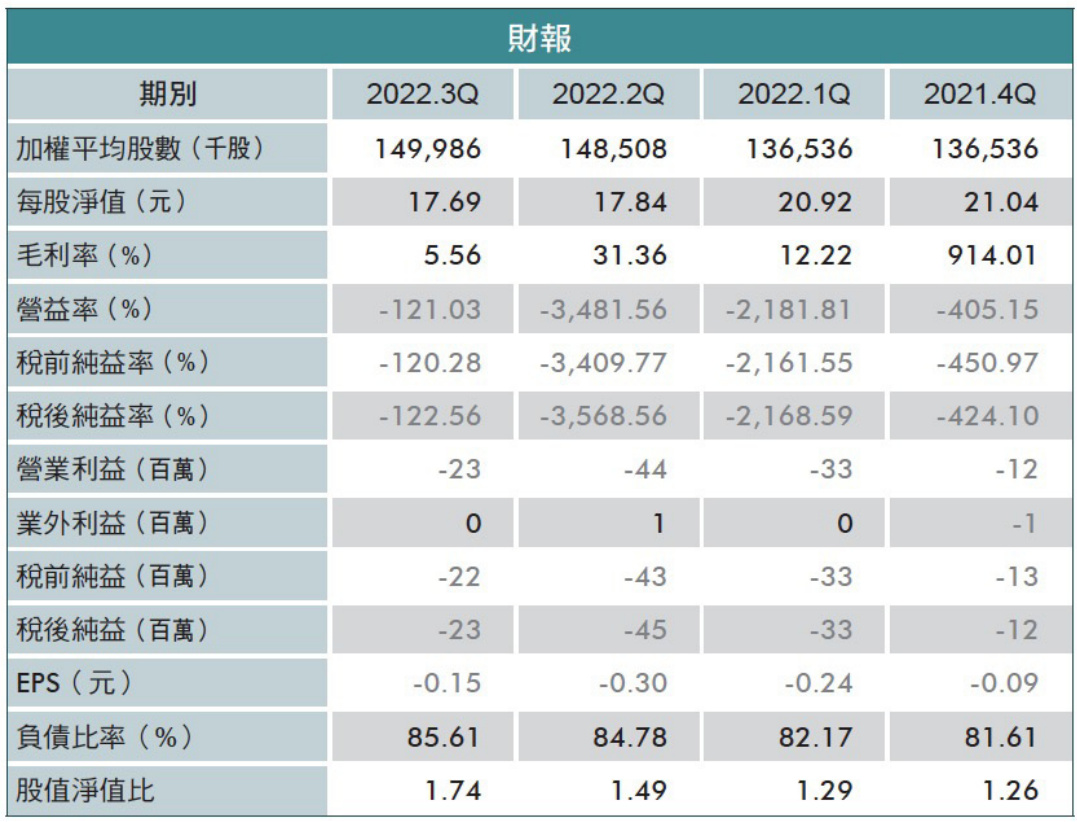 財報
期別 2022.3Q 2022.2Q 2022.1Q 2021.4Q
加權平均股數（千股） 149,986 148,508 136,536 136,536
每股淨值（元） 17.69 17.84 20.92 21.04
毛利率（%） 5.56 31.36 12.22 914.01
營益率（%） -121.03 -3,481.56 -2,181.81 -405.15
稅前純益率（%） -120.28 -3,409.77 -2,161.55 -450.97
稅後純益率（%） -122.56 -3,568.56 -2,168.59 -424.10
營業利益（百萬） -23 -44 -33 -12
業外利益（百萬） 0 1 0 -1
稅前純益（百萬） -22 -43 -33 -13
稅後純益（百萬） -23 -45 -33 -12
EPS（元） -0.15 -0.30 -0.24 -0.09
負債比率（%） 85.61 84.78 82.17 81.61
股值淨值比 1.74 1.49 1.29 1.26